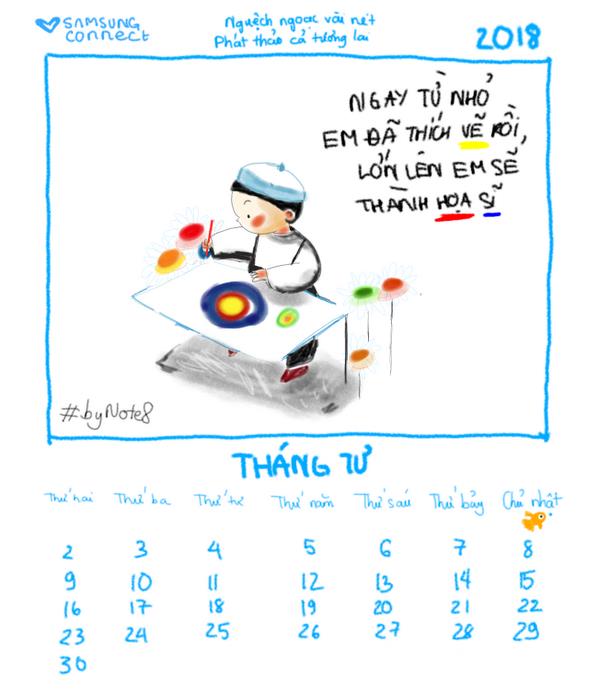 SAMSUNG
connect
Nguệch ngoạc vài nét
Phát thảo cả tương lai
2018
NGAY TỪ NHỎ
EM ĐÃ THÍCH VẼ RỒI,
LỚN LÊN EM SẼ
THÀNH HỌA SĨ
#byNote8
THÁNG TƯ
Thứ hai Thứ ba Thứ tư Thứ năm Thứ sáu Thứ bảy Chủ nhật
2 3 4 5 6 7 8
9 10 11 12 13 14 15
16 17 18 19 20 21 22
23 24 25 26 27 28 29
30